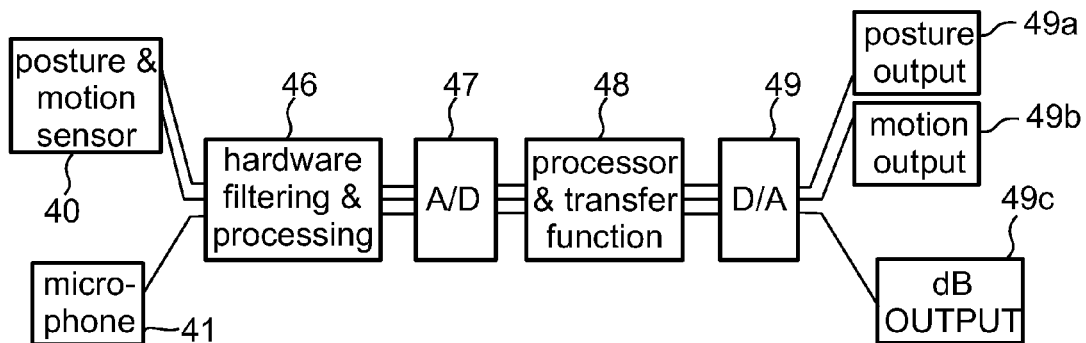 posture &
motion
sensor
40
micro-
phone
41
46
hardware
filtering &
processing
47
A/D
48
processor
& transfer
function
49
D/A
posture
output
49a
motion
output
49b
49c
dB
OUTPUT